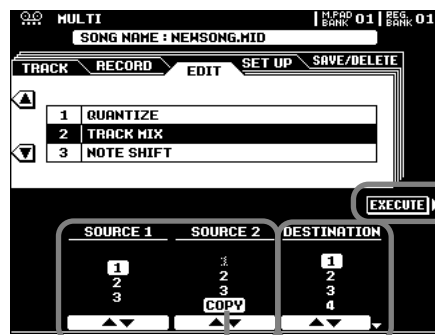 MULTI M.PAD BANK 01 REG. BANK 01
SONG NAME : NEWSONG.MID
TRACK RECORD EDIT SET UP SAVE/DELETE
1 QUANTIZE
2 TRACK MIX
3 NOTE SHIFT
EXECUTE
SOURCE 1 SOURCE 2 DESTINATION
1 1 1
2 2 2
3 3 3
COPY 4